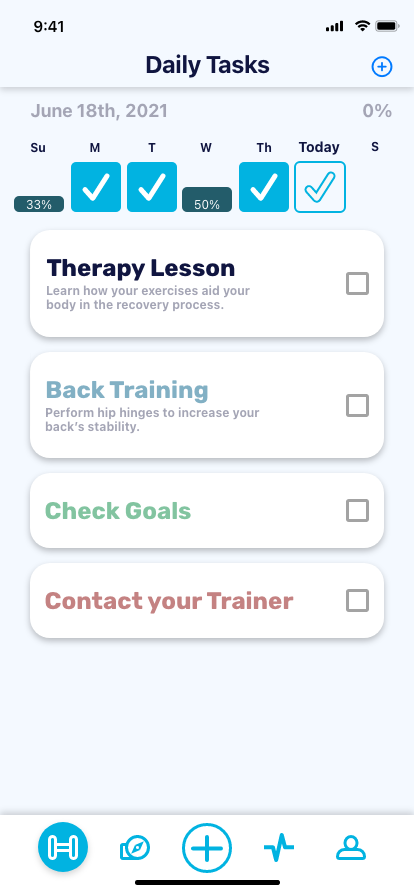 9:41
Daily Tasks
June 18th, 2021 0%
Su M T W Th Today S
33% 50%
Therapy Lesson
Learn how your exercises aid your
body in the recovery process.
Back Training
Perform hip hinges to increase your
back’s stability.
Check Goals
Contact your Trainer